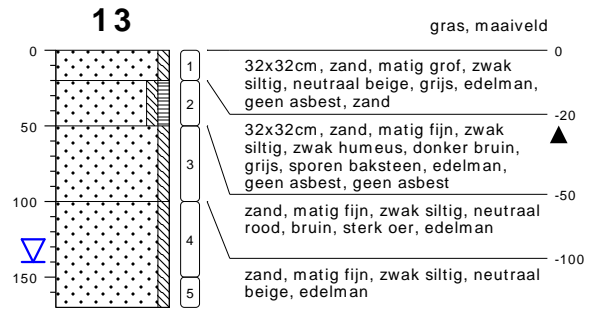 13
gras, maaiveld
0
0
1
32x32cm, zand, matig grof, zwak
siltig, neutraal beige, grijs, edelman,
geen asbest, zand
-20
2
50
32x32cm, zand, matig fijn, zwak
siltig, zwak humeus, donker bruin,
grijs, sporen baksteen, edelman,
geen asbest, geen asbest
-50
3
100
zand, matig fijn, zwak siltig, neutraal
rood, bruin, sterk oer, edelman
-100
4
150
zand, matig fijn, zwak siltig, neutraal
beige, edelman
5